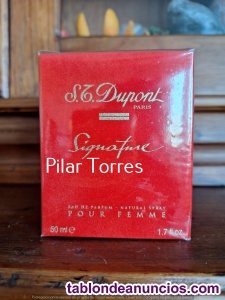 S.T. Dupont
PARIS
Signature
Pilar Torres
EAU DE PARFUM - NATURAL SPRAY
POUR FEMME
50 ml e 1.7 fl.oz.
tablondeanuncios.com